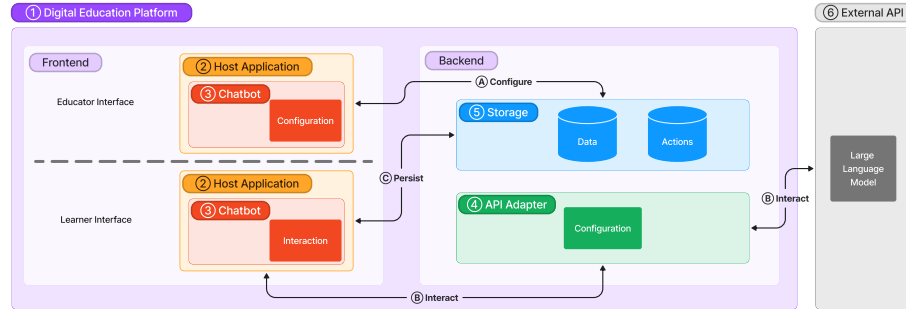 ① Digital Education Platform
⑥ External API
Frontend
Backend
② Host Application
③ Chatbot
Configuration
Educator Interface
Ⓐ Configure
⑤ Storage
Data
Actions
Ⓒ Persist
② Host Application
③ Chatbot
Interaction
Learner Interface
④ API Adapter
Configuration
Ⓑ Interact
Large
Language
Model
Ⓑ Interact